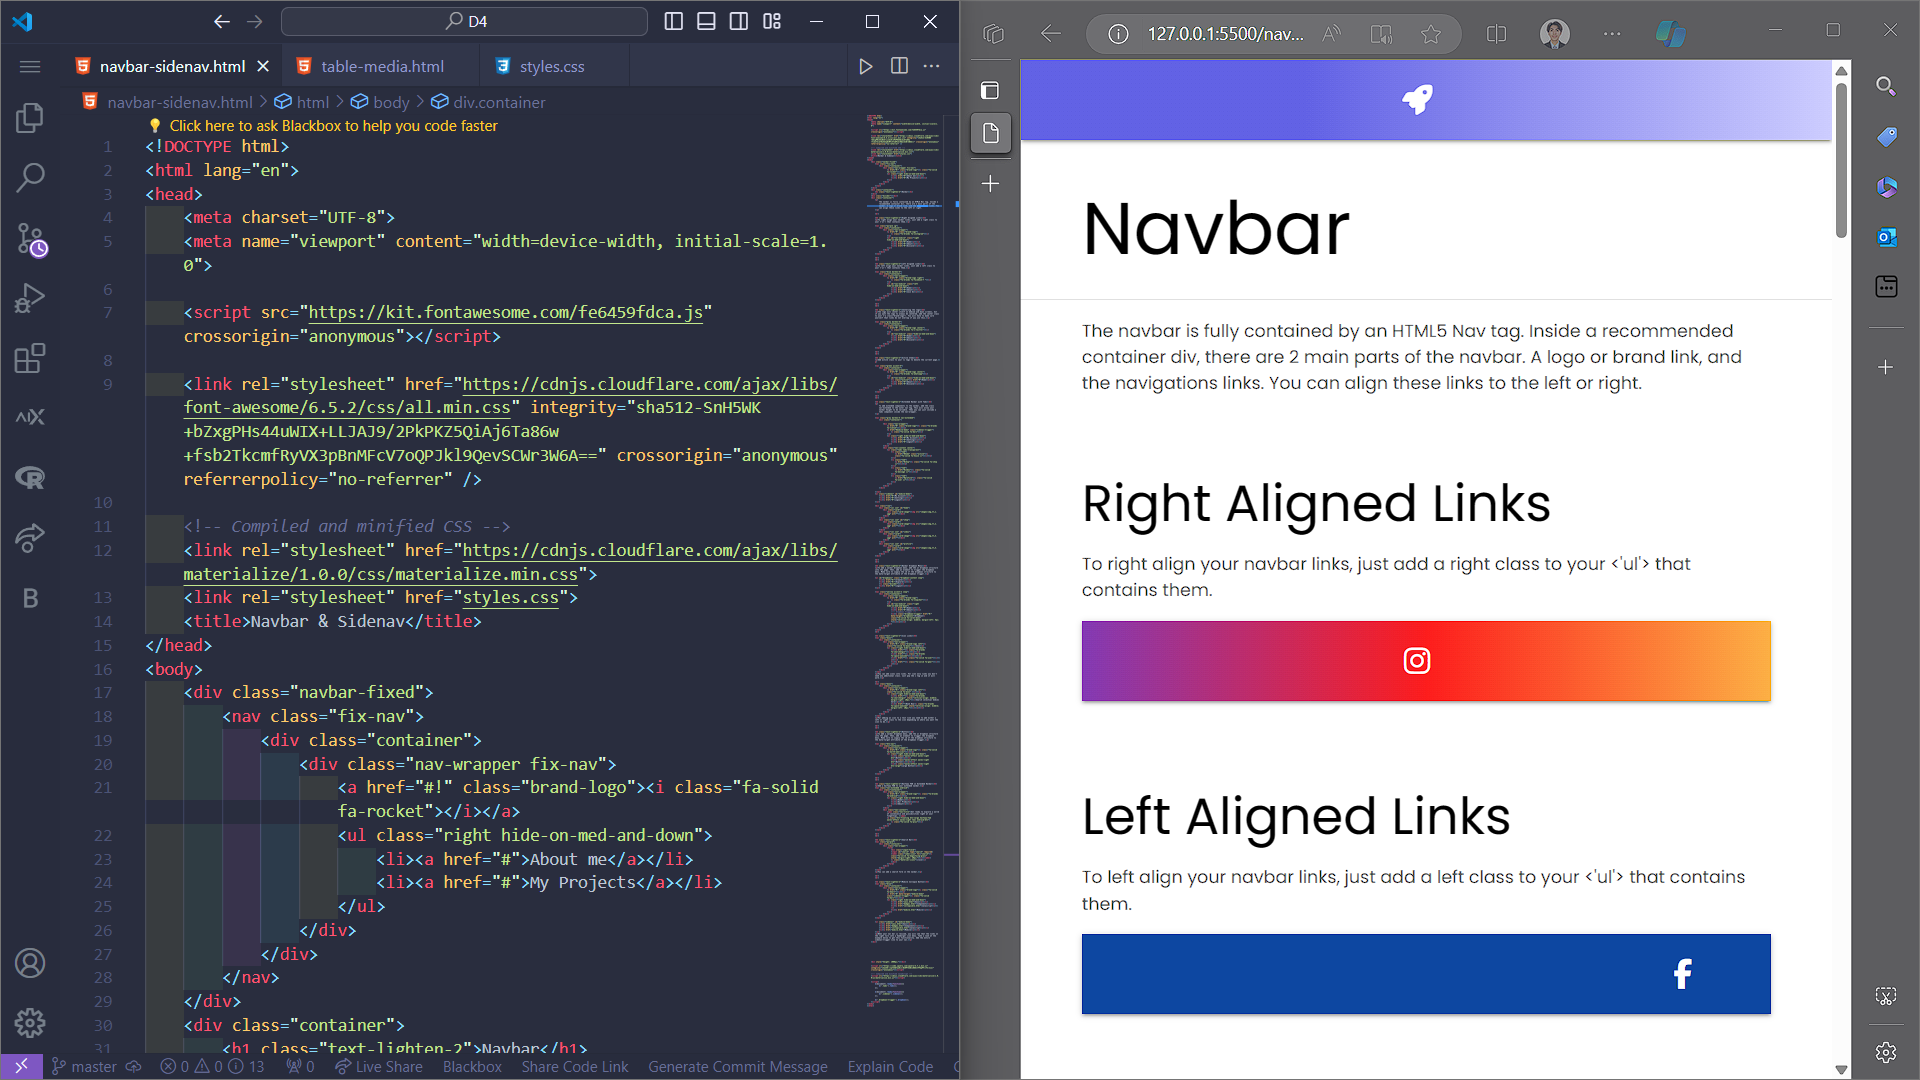 D4
navbar-sidenav.html
table-media.html
styles.css
navbar-sidenav.html > html > body > div.container
Click here to ask Blackbox to help you code faster
1 <!DOCTYPE html>
2 <html lang="en">
3 <head>
4 <meta charset="UTF-8">
5 <meta name="viewport" content="width=device-width, initial-scale=1.
0">
6
7 <script src="https://kit.fontawesome.com/fe6459fdca.js"
crossorigin="anonymous"></script>
8
9 <link rel="stylesheet" href="https://cdnjs.cloudflare.com/ajax/libs/
font-awesome/6.5.2/css/all.min.css" integrity="sha512-SnH5WK
+bZxgPHs44uWIX+LLJAJ9/2PkPKZ5QiAj6Ta86w
+fsb2TkcmfRyVX3pBnMFcV7oQPJkl9QevSCWr3W6A==" crossorigin="anonymous"
referrerpolicy="no-referrer" />
10
11 <!-- Compiled and minified CSS -->
12 <link rel="stylesheet" href="https://cdnjs.cloudflare.com/ajax/libs/
materialize/1.0.0/css/materialize.min.css">
13 <link rel="stylesheet" href="styles.css">
14 <title>Navbar & Sidenav</title>
15 </head>
16 <body>
17 <div class="navbar-fixed">
18 <nav class="fix-nav">
19 <div class="container">
20 <div class="nav-wrapper fix-nav">
21 <a href="#!" class="brand-logo"><i class="fa-solid
fa-rocket"></i></a>
22 <ul class="right hide-on-med-and-down">
23 <li><a href="#">About me</a></li>
24 <li><a href="#">My Projects</a></li>
25 </ul>
26 </div>
27 </div>
28 </nav>
29 </div>
30 <div class="container">
31 <h1 class="text-lighten-2">Navbar</h1>
master 0 0 13 0 Live Share Blackbox Share Code Link Generate Commit Message Explain Code
127.0.0.1:5500/nav...
Navbar
The navbar is fully contained by an HTML5 Nav tag. Inside a recommended
container div, there are 2 main parts of the navbar. A logo or brand link, and
the navigations links. You can align these links to the left or right.
Right Aligned Links
To right align your navbar links, just add a right class to your <'ul'> that
contains them.
Left Aligned Links
To left align your navbar links, just add a left class to your <'ul'> that contains
them.